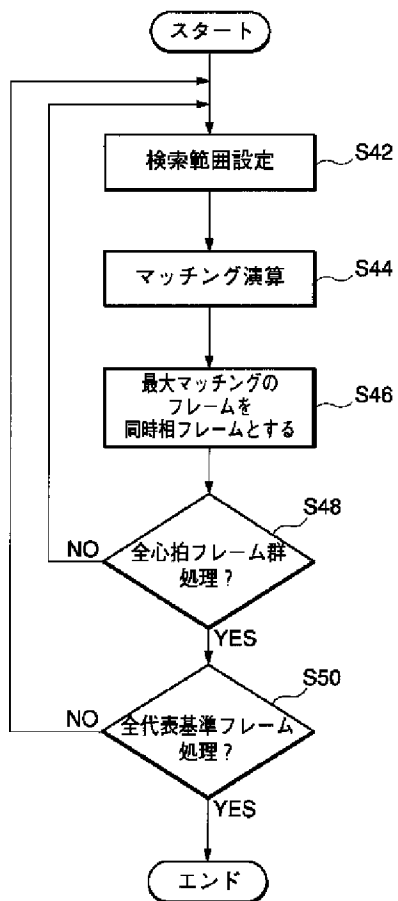 スタート
検索範囲設定
S42
マッチング演算
S44
最大マッチングの
フレームを
同時相フレームとする
S46
S48
全心拍フレーム群
処理？
NO
YES
S50
全代表基準フレーム
処理？
NO
YES
エンド